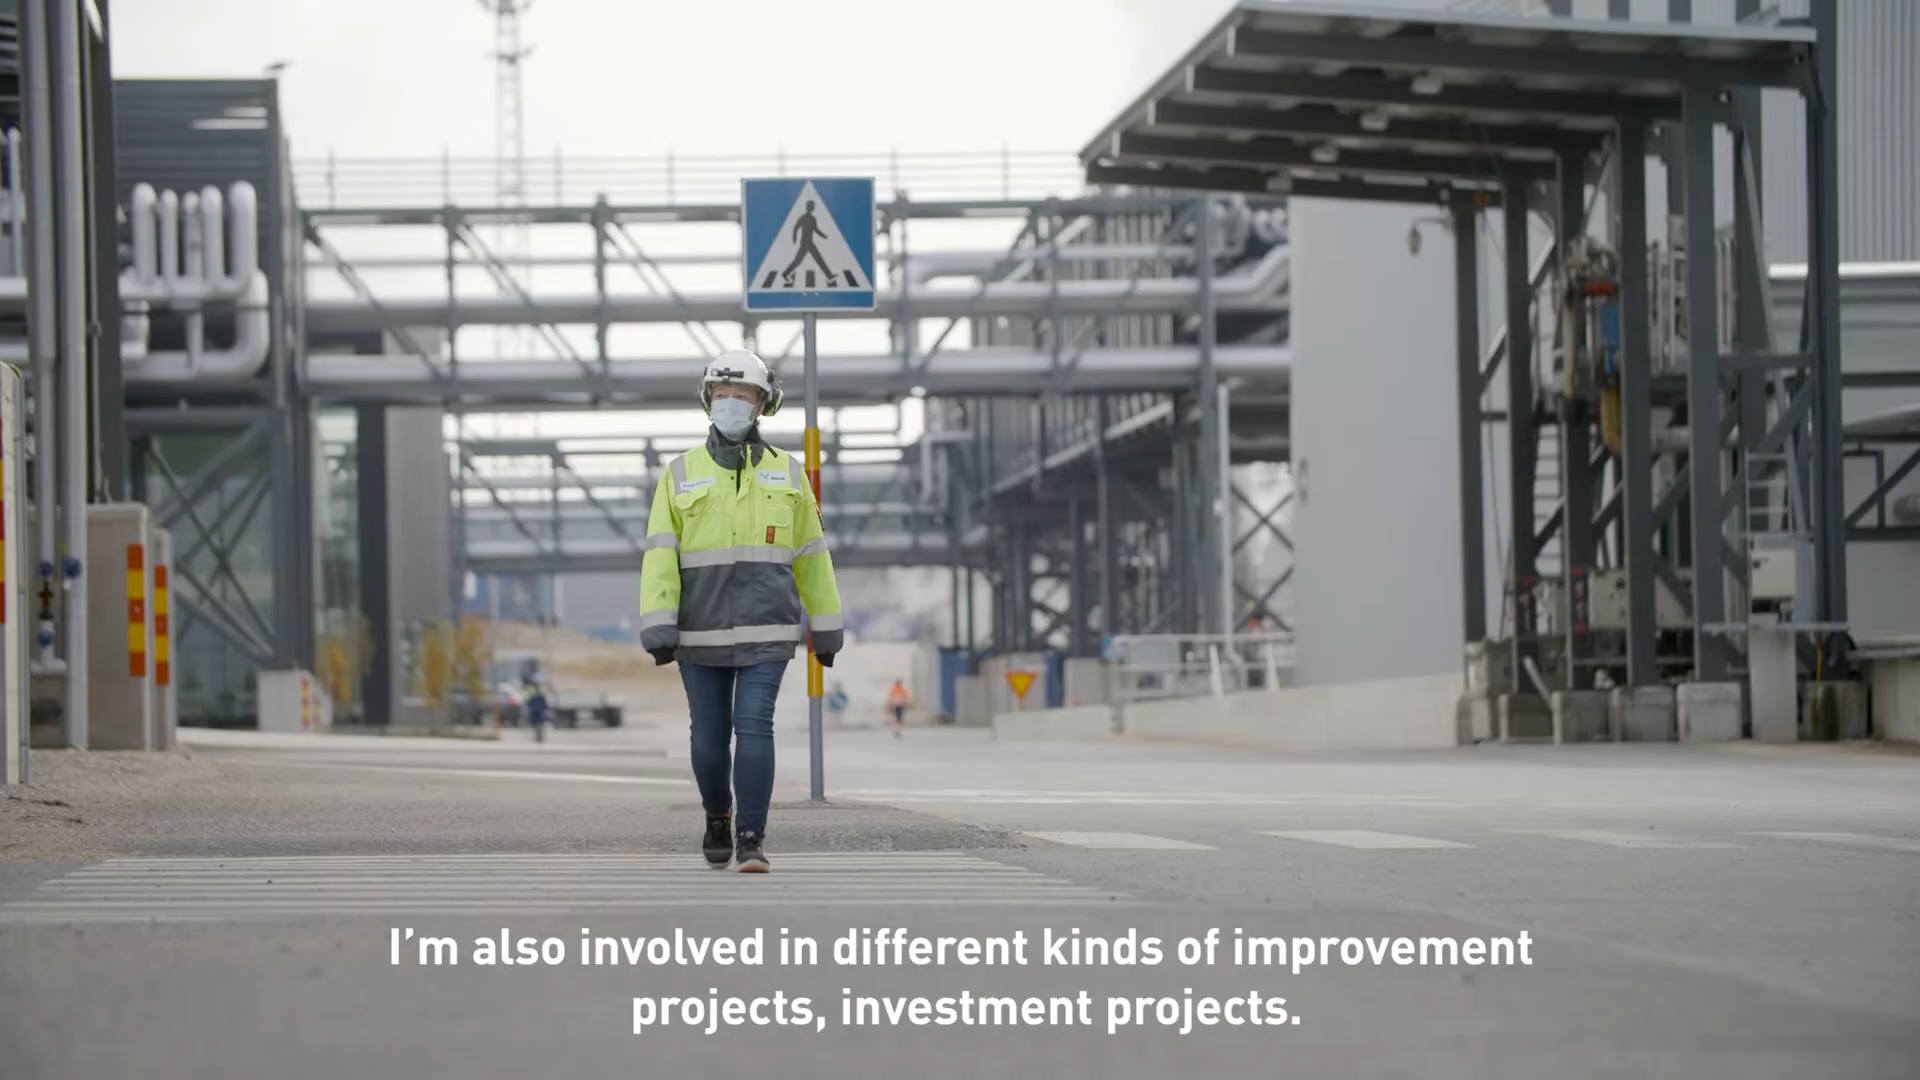 I'm also involved in different kinds of improvement
projects, investment projects.